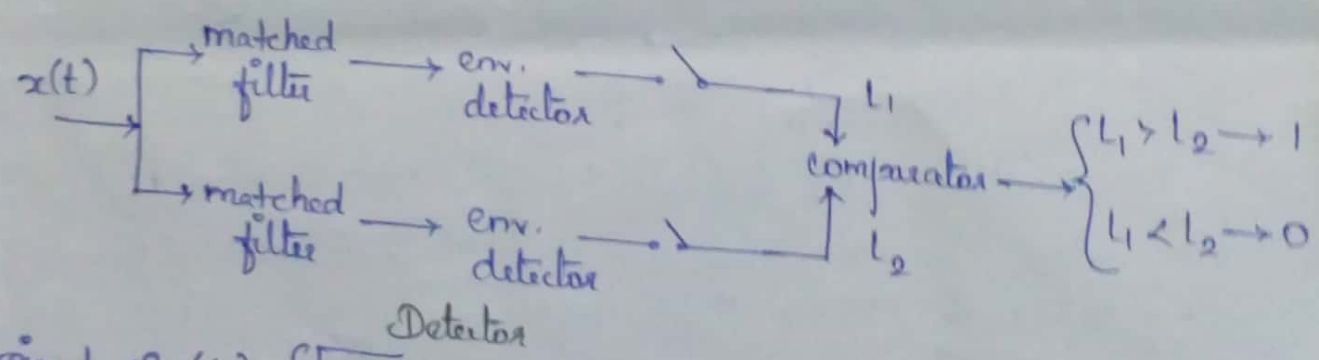 x(t)
matched
filter
env.
detector
l₁
comparator
L₁ > l₂ → 1
l₁ < l₂ → 0
matched
filter
env.
detector
l₂
Detector